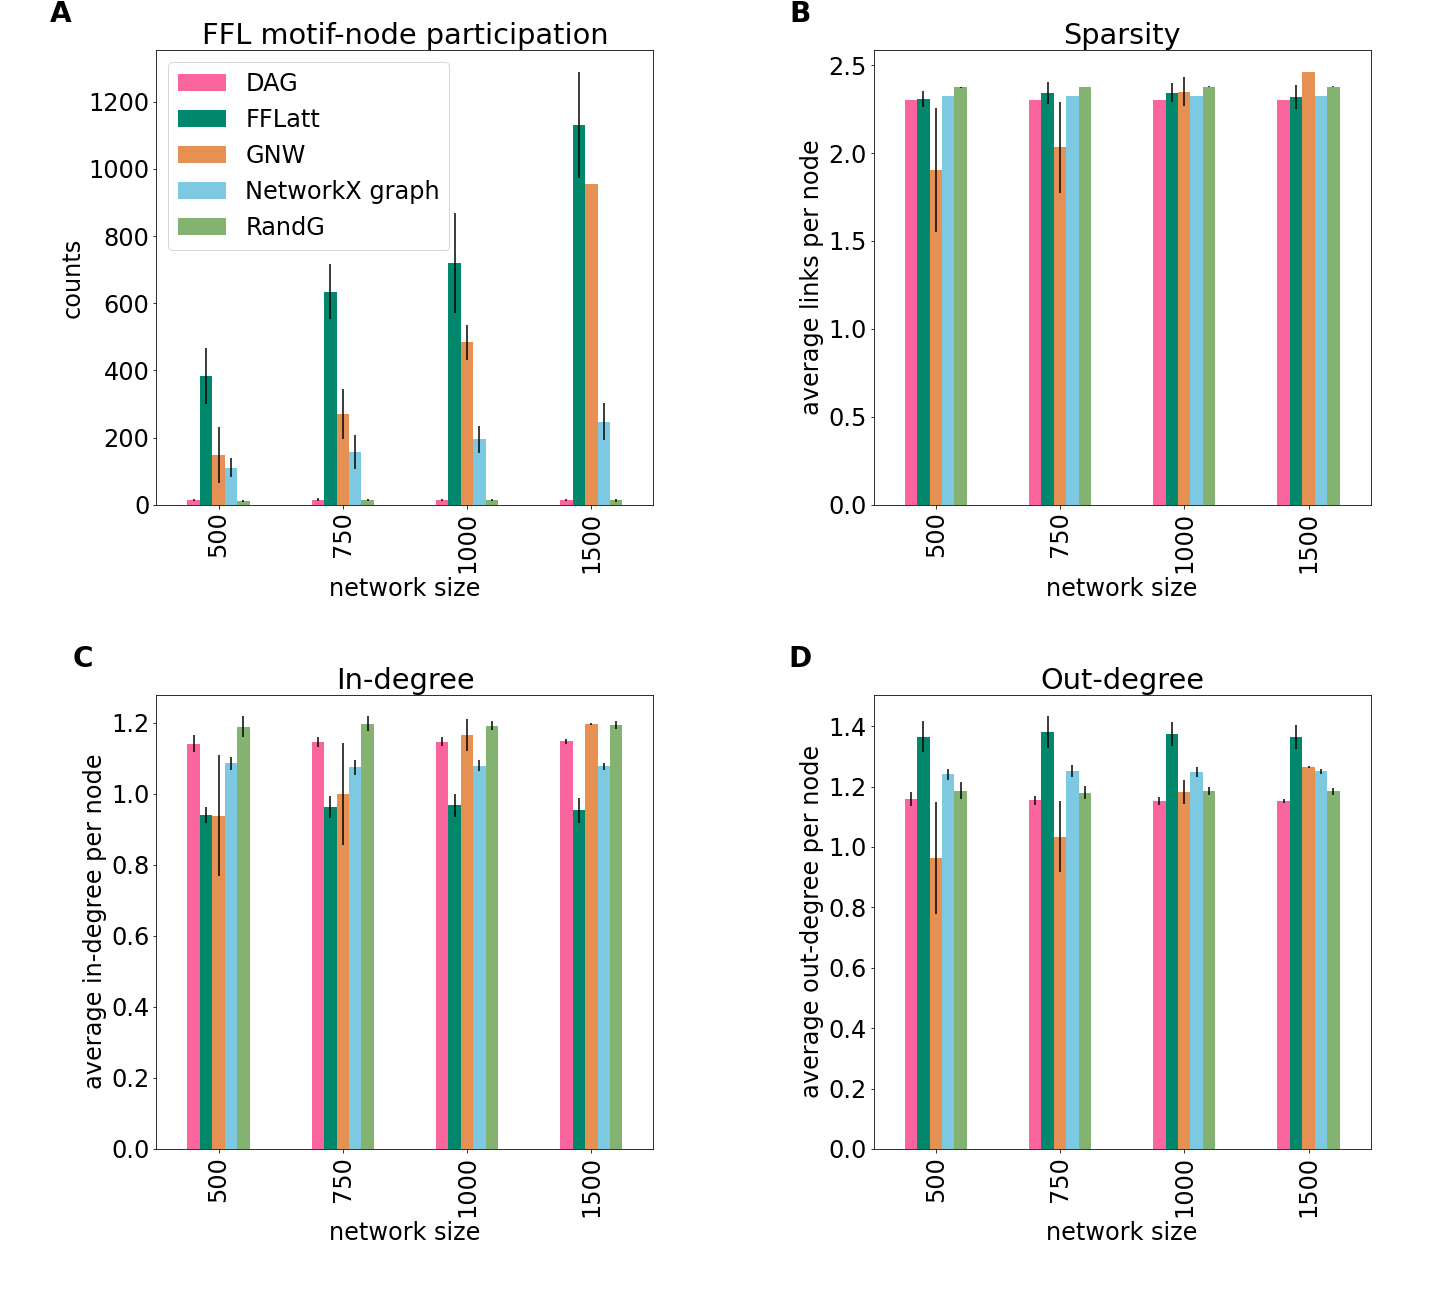 A
FFL motif-node participation
DAG
FFLatt
GNW
NetworkX graph
RandG
1200
1000
800
600
400
200
0
counts
500
750
1000
1500
network size
B
Sparsity
2.5
2.0
1.5
1.0
0.5
0.0
average links per node
500
750
1000
1500
network size
C
In-degree
1.2
1.0
0.8
0.6
0.4
0.2
0.0
average in-degree per node
500
750
1000
1500
network size
D
Out-degree
1.4
1.2
1.0
0.8
0.6
0.4
0.2
0.0
average out-degree per node
500
750
1000
1500
network size